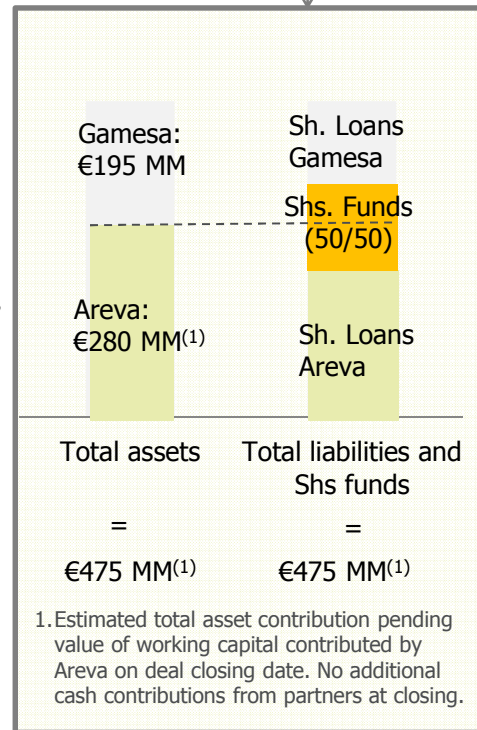 Gamesa:
€195 MM
Sh. Loans
Gamesa
Shs. Funds
(50/50)
Areva:
€280 MM(1)
Sh. Loans
Areva
Total assets
=
€475 MM(1)
Total liabilities and
Shs funds
=
€475 MM(1)
1. Estimated total asset contribution pending
value of working capital contributed by
Areva on deal closing date. No additional
cash contributions from partners at closing.